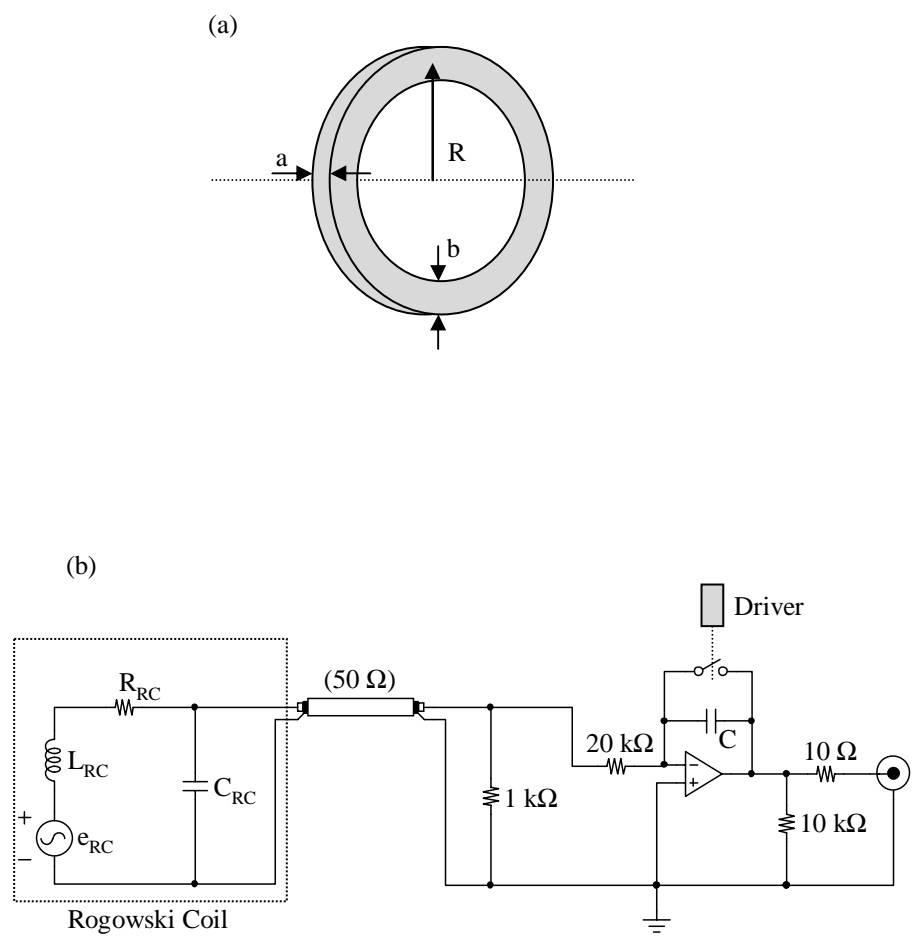 (a)
a
R
b
(b)
Driver
R_RC
(50 Ω)
L_RC
C_RC
20 kΩ
C
10 Ω
1 kΩ
10 kΩ
+
−
e_RC
−
+
Rogowski Coil